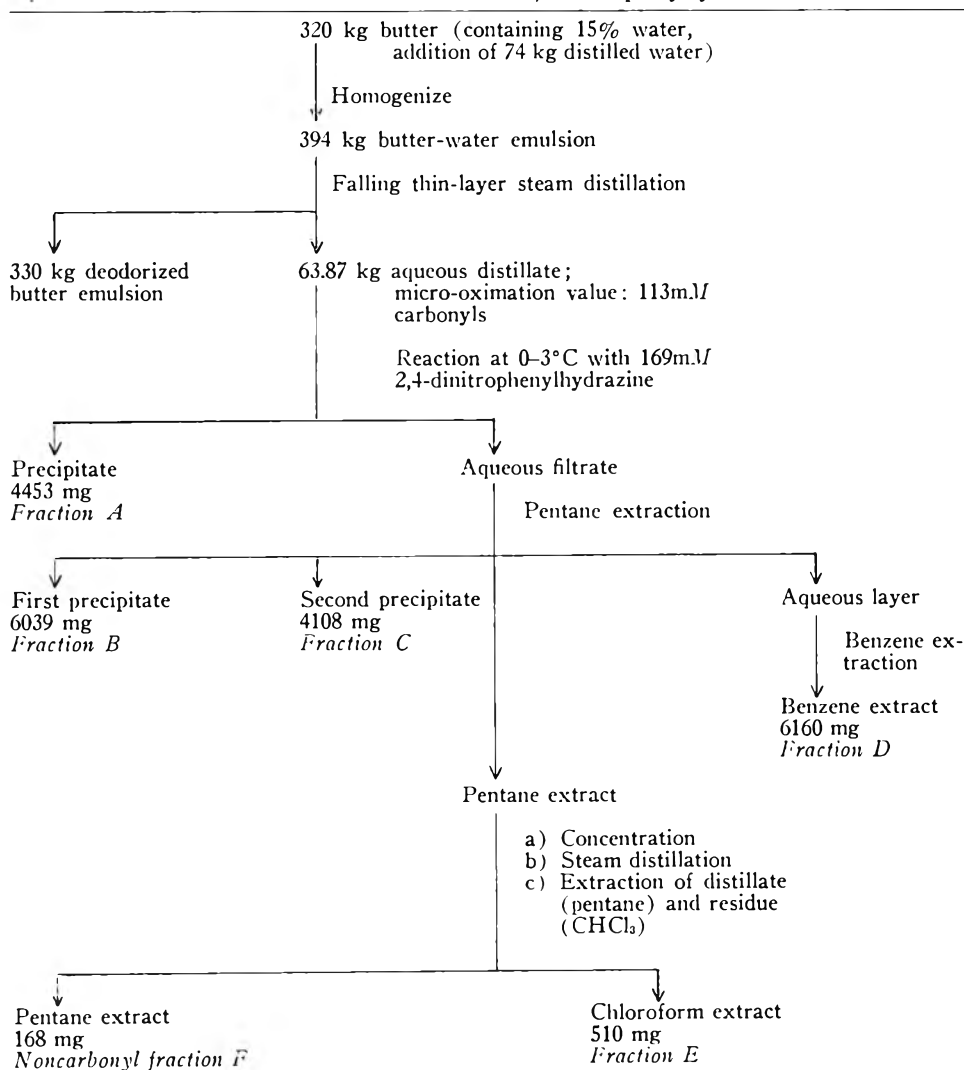 320 kg butter (containing 15% water,
addition of 74 kg distilled water)
Homogenize
394 kg butter-water emulsion
Falling thin-layer steam distillation
330 kg deodorized
butter emulsion
63.87 kg aqueous distillate;
micro-oximation value: 113mM
carbonyls
Reaction at 0–3°C with 169mM
2,4-dinitrophenylhydrazine
Precipitate
4453 mg
Fraction A
Aqueous filtrate
Pentane extraction
First precipitate
6039 mg
Fraction B
Second precipitate
4108 mg
Fraction C
Aqueous layer
Benzene ex-
traction
Benzene extract
6160 mg
Fraction D
Pentane extract
a) Concentration
b) Steam distillation
c) Extraction of distillate
(pentane) and residue
(CHCl₃)
Pentane extract
168 mg
Noncarbonyl fraction F
Chloroform extract
510 mg
Fraction E